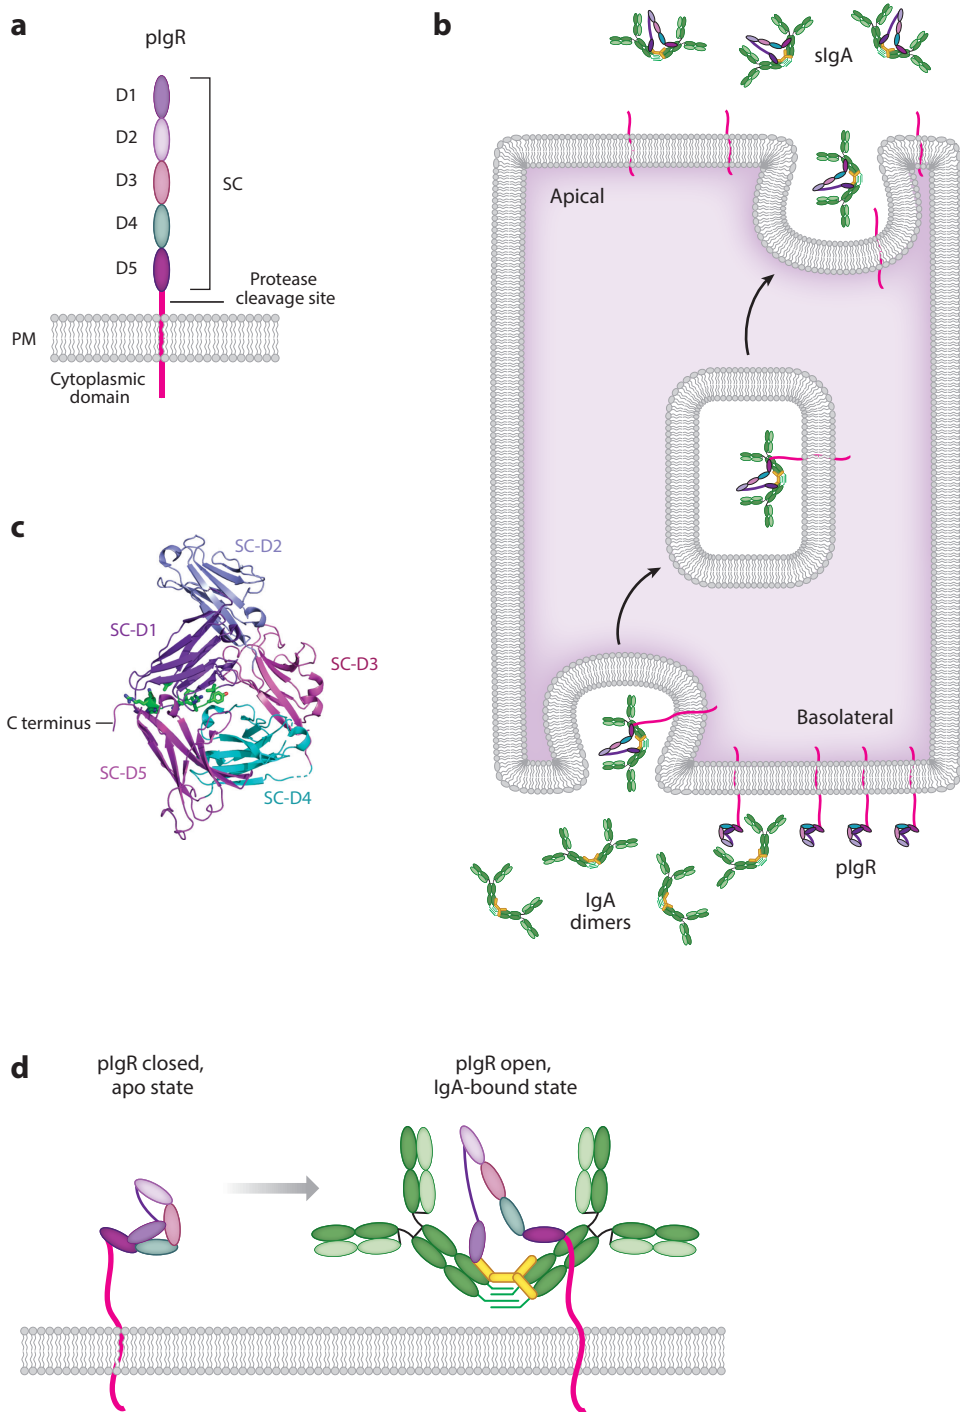 a
pIgR
D1
D2
D3
D4
D5
SC
Protease
cleavage site
PM
Cytoplasmic
domain
b
sIgA
Apical
Basolateral
pIgR
IgA
dimers
c
SC-D2
SC-D1
SC-D3
C terminus
SC-D5
SC-D4
d
pIgR closed,
apo state
pIgR open,
IgA-bound state